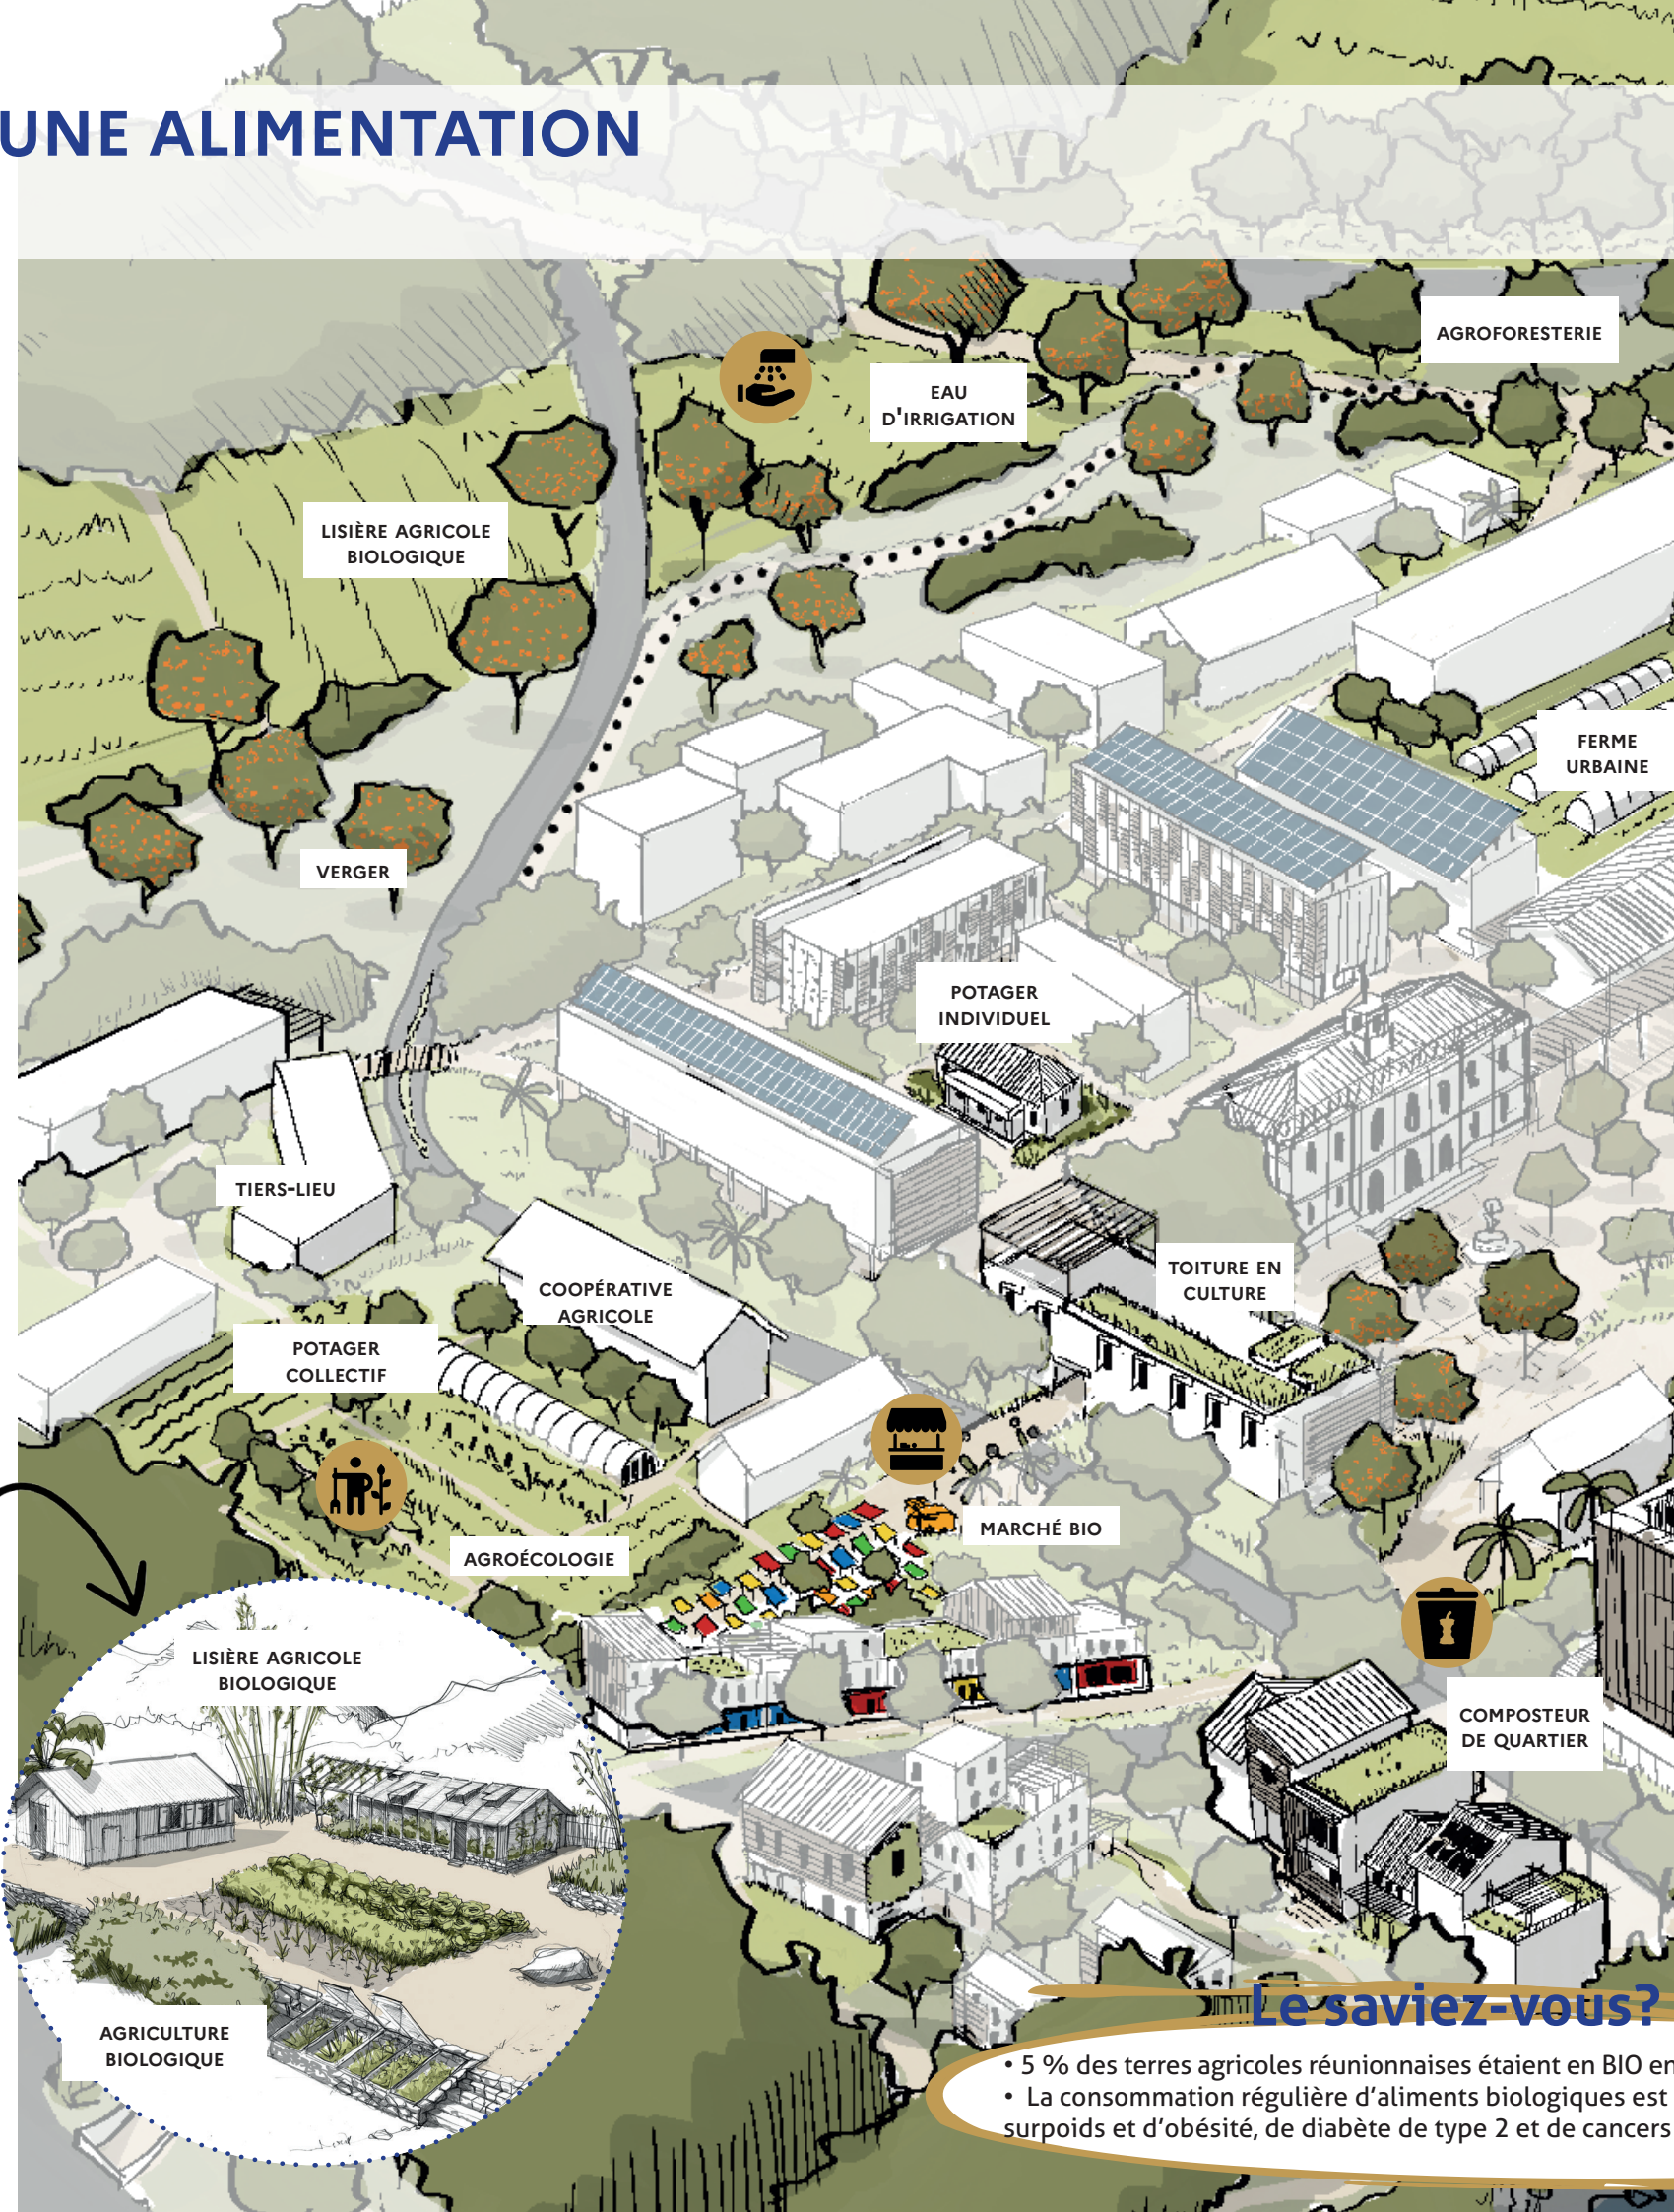 UNE ALIMENTATION
AGROFORESTERIE
EAU
D'IRRIGATION
LISIÈRE AGRICOLE
BIOLOGIQUE
FERME
URBAINE
VERGER
POTAGER
INDIVIDUEL
TIERS-LIEU
TOITURE EN
CULTURE
COOPÉRATIVE
AGRICOLE
POTAGER
COLLECTIF
MARCHÉ BIO
AGROÉCOLOGIE
LISIÈRE AGRICOLE
BIOLOGIQUE
COMPOSTEUR
DE QUARTIER
AGRICULTURE
BIOLOGIQUE
Le saviez-vous?
• 5 % des terres agricoles réunionnaises étaient en BIO en
• La consommation régulière d'aliments biologiques est
surpoids et d'obésité, de diabète de type 2 et de cancers